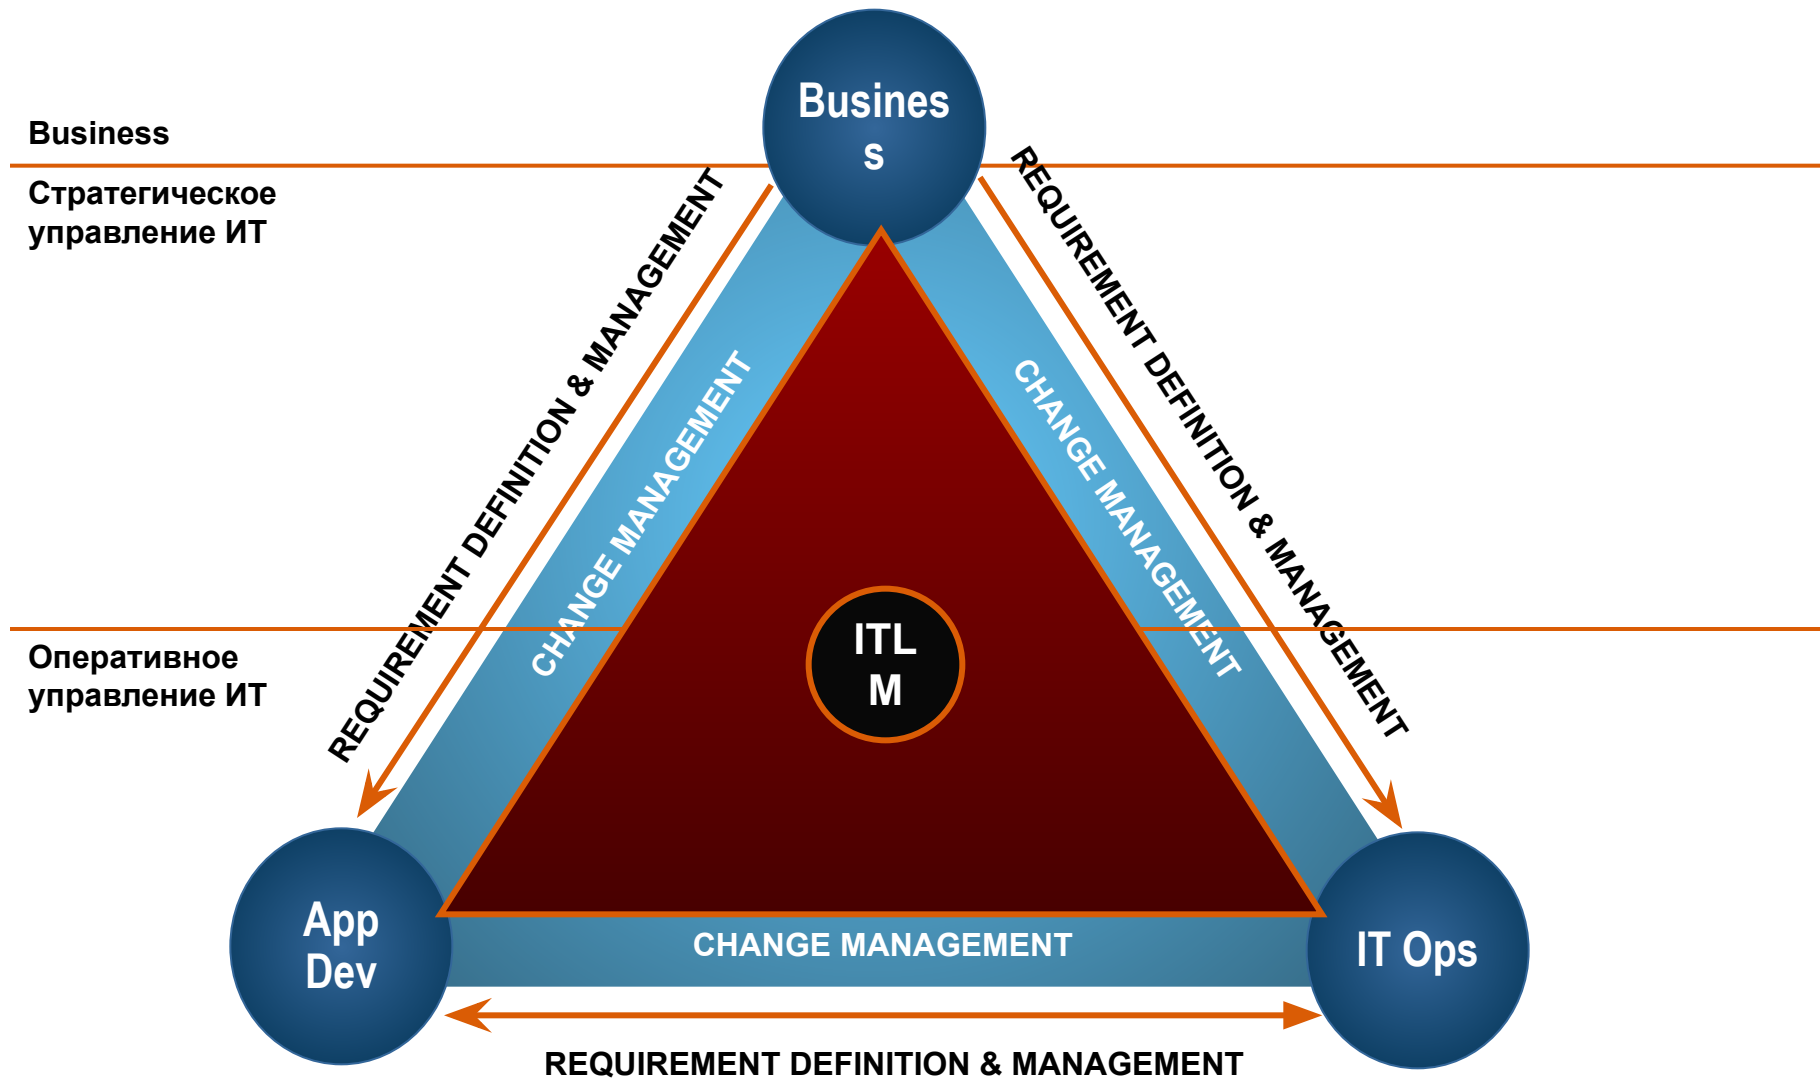 Busines
s
Business
Стратегическое
управление ИТ
REQUIREMENT DEFINITION & MANAGEMENT
CHANGE MANAGEMENT
CHANGE MANAGEMENT
REQUIREMENT DEFINITION & MANAGEMENT
ITL
M
Оперативное
управление ИТ
App
Dev
CHANGE MANAGEMENT
IT Ops
REQUIREMENT DEFINITION & MANAGEMENT